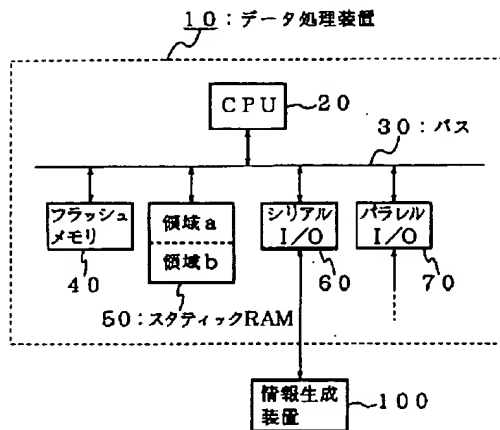 10:データ処理装置
CPU
20
30:バス
フラッシュ
メモリ
40
領域a
領域b
50:スタティックRAM
シリアル
I/O
60
パラレル
I/O
70
情報生成
装置
100